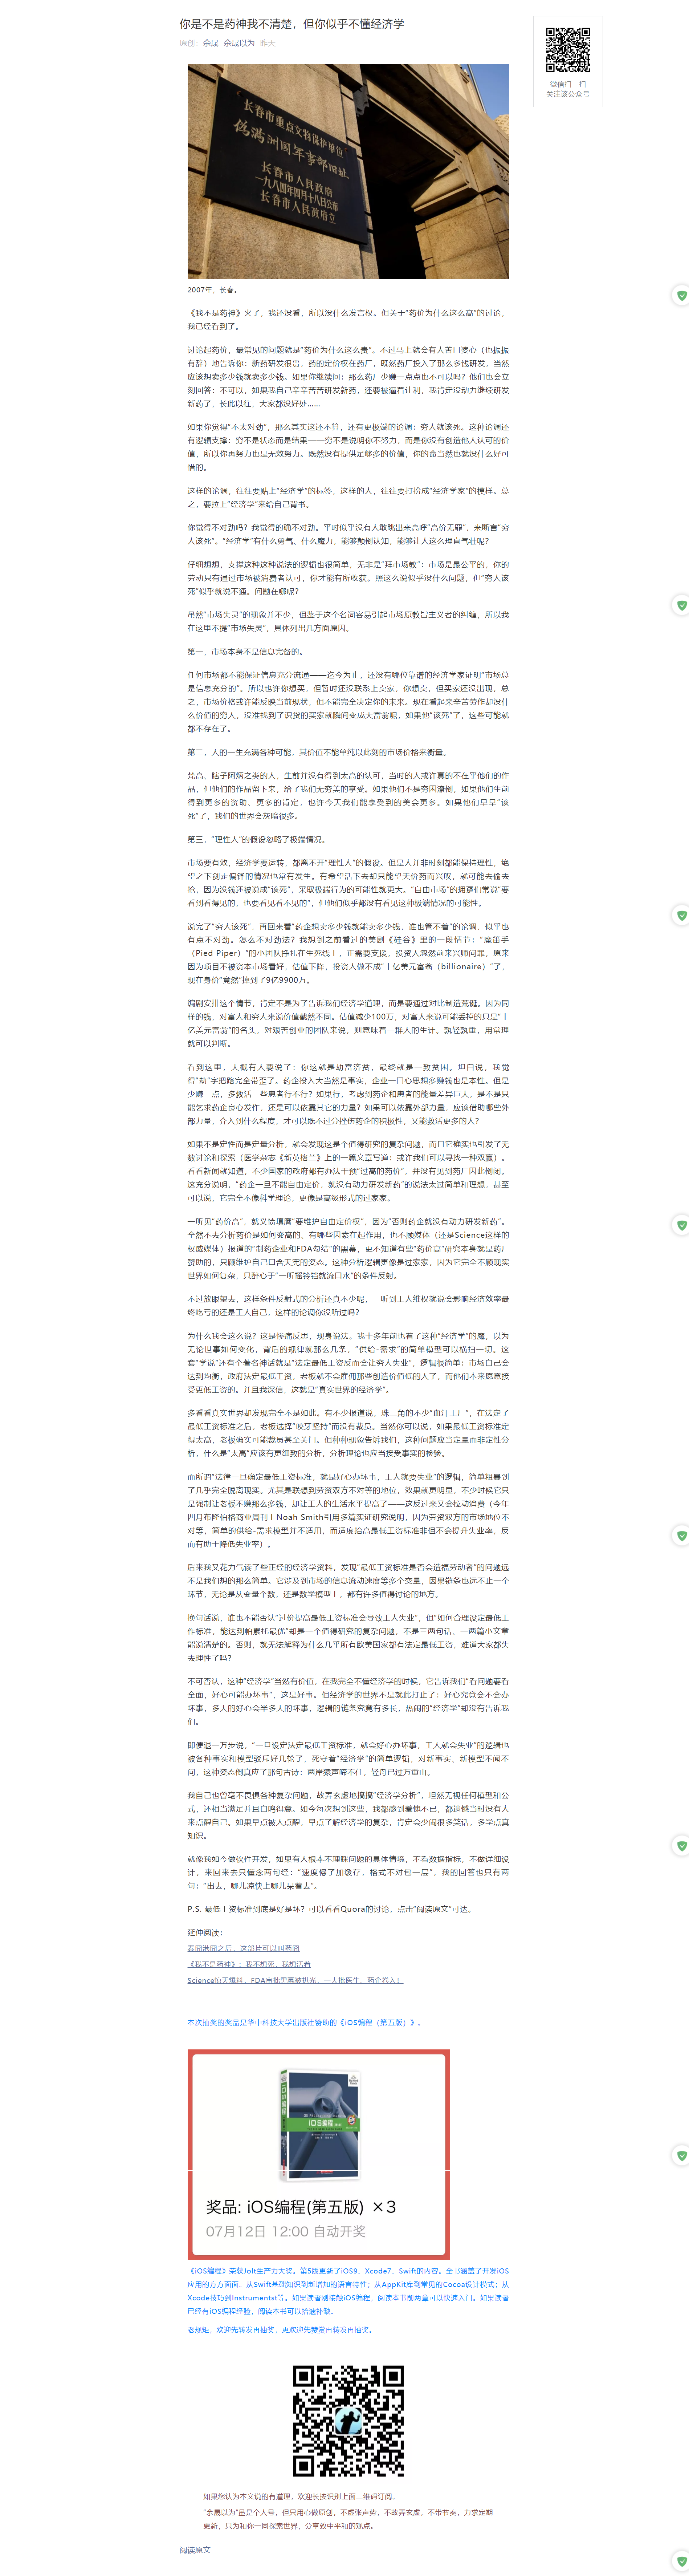 你是不是药神我不清楚，但你似乎不懂经济学
原创： 余晟 余晟以为 昨天
微信扫一扫
关注该公众号
长春市重点文物保护单位
伪满洲国军事部旧址
一九八四年四月十八日公布
长春市人民政府
长春市人民政府立
2007年，长春。
《我不是药神》火了，我还没看，所以没什么发言权。但关于“药价为什么这么高”的讨论，
我已经看到了。
讨论起药价，最常见的问题就是“药价为什么这么贵”。不过马上就会有人苦口婆心（也振振
有辞）地告诉你：新药研发很贵，药的定价权在药厂，既然药厂投入了那么多钱研发，当然
应该想卖多少钱就卖多少钱。如果你继续问：那么药厂少赚一点点也不可以吗？他们也会立
刻回答：不可以，如果我自己辛辛苦苦研发新药，还要被逼着让利，我肯定没动力继续研发
新药了，长此以往，大家都没好处……
如果你觉得“不太对劲”，那么其实这还不算，还有更极端的论调：穷人就该死。这种论调还
有逻辑支撑：穷不是状态而是结果——穷不是说明你不努力，而是你没有创造他人认可的价
值，所以你再努力也是无效努力。既然没有提供足够多的价值，你的命当然也就没什么好可
惜的。
这样的论调，往往要贴上“经济学”的标签，这样的人，往往要打扮成“经济学家”的模样。总
之，要拉上“经济学”来给自己背书。
你觉得不对劲吗？我觉得的确不对劲。平时似乎没有人敢跳出来高呼“高价无罪”，来断言“穷
人该死”。“经济学”有什么勇气、什么魔力，能够颠倒认知，能够让人这么理直气壮呢？
仔细想想，支撑这种这种说法的逻辑也很简单，无非是“拜市场教”：市场是最公平的，你的
劳动只有通过市场被消费者认可，你才能有所收获。照这么说似乎没什么问题，但“穷人该
死”似乎就说不通。问题在哪呢？
虽然“市场失灵”的现象并不少，但鉴于这个名词容易引起市场原教旨主义者的纠缠，所以我
在这里不提“市场失灵”，具体列出几方面原因。
第一，市场本身不是信息完备的。
任何市场都不能保证信息充分流通——迄今为止，还没有哪位靠谱的经济学家证明“市场总
是信息充分的”。所以也许你想买，但暂时还没联系上卖家，你想卖，但买家还没出现，总
之，市场价格或许能反映当前现状，但不能完全决定你的未来。现在看起来辛苦劳作却没什
么价值的穷人，没准找到了识货的买家就瞬间变成大富翁呢，如果他“该死”了，这些可能就
都不存在了。
第二，人的一生充满各种可能，其价值不能单纯以此刻的市场价格来衡量。
梵高、瞎子阿炳之类的人，生前并没有得到太高的认可，当时的人或许真的不在乎他们的作
品，但他们的作品留下来，给了我们无穷美的享受。如果他们不是穷困潦倒，如果他们生前
得到更多的资助、更多的肯定，也许今天我们能享受到的美会更多。如果他们早早“该
死”了，我们的世界会灰暗很多。
第三，“理性人”的假设忽略了极端情况。
市场要有效，经济学要运转，都离不开“理性人”的假设。但是人并非时刻都能保持理性，绝
望之下剑走偏锋的情况也常有发生。有希望活下去却只能望天价药而兴叹，就可能去偷去
抢，因为没钱还被说成“该死”，采取极端行为的可能性就更大。“自由市场”的拥趸们常说“要
看到看得见的，也要看见看不见的”，但他们似乎都没有看见这种极端情况的可能性。
说完了“穷人该死”，再回来看“药企想卖多少钱就能卖多少钱，谁也管不着”的论调，似乎也
有点不对劲。怎么不对劲法？我想到之前看过的美剧《硅谷》里的一段情节：“魔笛手
（Pied Piper）”的小团队挣扎在生死线上，正需要支援，投资人忽然前来兴师问罪，原来
因为项目不被资本市场看好，估值下降，投资人做不成“十亿美元富翁（billionaire）”了，
现在身价“竟然”掉到了9亿9900万。
编剧安排这个情节，肯定不是为了告诉我们经济学道理，而是要通过对比制造荒诞。因为同
样的钱，对富人和穷人来说价值截然不同。估值减少100万，对富人来说可能丢掉的只是“十
亿美元富翁”的名头，对艰苦创业的团队来说，则意味着一群人的生计。孰轻孰重，用常理
就可以判断。
看到这里，大概有人要说了：你这就是劫富济贫，最终就是一致贫困。坦白说，我觉
得“劫”字把路完全带歪了。药企投入大当然是事实，企业一门心思想多赚钱也是本性。但是
少赚一点，多救活一些患者行不行？如果行，考虑到药企和患者的能量差异巨大，是不是只
能乞求药企良心发作，还是可以依靠其它的力量？如果可以依靠外部力量，应该借助哪些外
部力量，介入到什么程度，才可以既不过分挫伤药企的积极性，又能救活更多的人？
如果不是定性而是定量分析，就会发现这是个值得研究的复杂问题，而且它确实也引发了无
数讨论和探索（医学杂志《新英格兰》上的一篇文章写道：或许我们可以寻找一种双赢）。
看看新闻就知道，不少国家的政府都有办法干预“过高的药价”，并没有见到药厂因此倒闭。
这充分说明，“药企一旦不能自由定价，就没有动力研发新药”的说法太过简单和理想，甚至
可以说，它完全不像科学理论，更像是高级形式的过家家。
一听见“药价高”，就义愤填膺“要维护自由定价权”，因为“否则药企就没有动力研发新药”。
全然不去分析药价是如何变高的，有哪些因素在起作用，也不顾媒体（还是Science这样的
权威媒体）报道的“制药企业和FDA勾结”的黑幕，更不知道有些“药价高”研究本身就是药厂
赞助的，只顾维护自己口含天宪的姿态。这种分析逻辑更像是过家家，因为它完全不顾现实
世界如何复杂，只醉心于“一听摇铃铛就流口水”的条件反射。
不过放眼望去，这样条件反射式的分析还真不少呢，一听到工人维权就说会影响经济效率最
终吃亏的还是工人自己，这样的论调你没听过吗？
为什么我会这么说？这是惨痛反思，现身说法。我十多年前也着了这种“经济学”的魔，以为
无论世事如何变化，背后的规律就那么几条，“供给-需求”的简单模型可以横扫一切。这
套“学说”还有个著名神话就是“法定最低工资反而会让穷人失业”，逻辑很简单：市场自己会
达到均衡，政府法定最低工资，老板就不会雇佣那些创造价值低的人了，而他们本来愿意接
受更低工资的。并且我深信，这就是“真实世界的经济学”。
多看看真实世界却发现完全不是如此。有不少报道说，珠三角的不少“血汗工厂”，在法定了
最低工资标准之后，老板选择“咬牙坚持”而没有裁员。当然你可以说，如果最低工资标准定
得太高，老板确实可能裁员甚至关门。但种种现象告诉我们，这种问题应当定量而非定性分
析，什么是“太高”应该有更细致的分析，分析理论也应当接受事实的检验。
而所谓“法律一旦确定最低工资标准，就是好心办坏事，工人就要失业”的逻辑，简单粗暴到
了几乎完全脱离现实。尤其是联想到劳资双方不对等的地位，效果就更明显，不少时候它只
是强制让老板不赚那么多钱，却让工人的生活水平提高了——这反过来又会拉动消费（今年
四月布隆伯格商业周刊上Noah Smith引用多篇实证研究说明，因为劳资双方的市场地位不
对等，简单的供给-需求模型并不适用，而适度抬高最低工资标准非但不会提升失业率，反
而有助于降低失业率）。
后来我又花力气读了些正经的经济学资料，发现“最低工资标准是否会造福劳动者”的问题远
不是我们想的那么简单。它涉及到市场的信息流动速度等多个变量，因果链条也远不止一个
环节，无论是从变量个数，还是数学模型上，都有许多值得讨论的地方。
换句话说，谁也不能否认“过份提高最低工资标准会导致工人失业”，但“如何合理设定最低工
作标准，能达到帕累托最优”却是一个值得研究的复杂问题，不是三两句话、一两篇小文章
能说清楚的。否则，就无法解释为什么几乎所有欧美国家都有法定最低工资，难道大家都失
去理性了吗？
不可否认，这种“经济学”当然有价值，在我完全不懂经济学的时候，它告诉我们“看问题要看
全面，好心可能办坏事”，这是好事。但经济学的世界不是就此打止了：好心究竟会不会办
坏事，多大的好心会半多大的坏事，逻辑的链条究竟有多长，热闹的“经济学”却没有告诉我
们。
即便退一万步说，“一旦设定法定最低工资标准，就会好心办坏事，工人就会失业”的逻辑也
被各种事实和模型驳斥好几轮了，死守着“经济学”的简单逻辑，对新事实、新模型不闻不
问，这种姿态倒真应了那句古诗：两岸猿声啼不住，轻舟已过万重山。
我自己也曾毫不畏惧各种复杂问题，故弄玄虚地搞搞“经济学分析”，坦然无视任何模型和公
式，还相当满足并且自鸣得意。如今每次想到这些，我都感到羞愧不已，都遗憾当时没有人
来点醒自己。如果早点被人点醒，早点了解经济学的复杂，肯定会少闹很多笑话，多学点真
知识。
就像我如今做软件开发，如果有人根本不理睬问题的具体情境，不看数据指标，不做详细设
计，来回来去只懂念两句经：“速度慢了加缓存，格式不对包一层”，我的回答也只有两
句：“出去，哪儿凉快上哪儿呆着去”。
P.S. 最低工资标准到底是好是坏？可以看看Quora的讨论，点击“阅读原文”可达。
延伸阅读：
泰囧港囧之后，这部片可以叫药囧
《我不是药神》：我不想死，我想活着
Science惊天爆料，FDA审批黑幕被扒光，一大批医生、药企卷入！
本次抽奖的奖品是华中科技大学出版社赞助的《iOS编程（第五版）》。
iOS编程
奖品: iOS编程(第五版) ×3
07月12日 12:00 自动开奖
《iOS编程》荣获Jolt生产力大奖。第5版更新了iOS9，Xcode7，Swift的内容。全书涵盖了开发iOS
应用的方方面面。从Swift基础知识到新增加的语言特性；从AppKit库到常见的Cocoa设计模式；从
Xcode技巧到Instrumentst等。如果读者刚接触iOS编程，阅读本书前两章可以快速入门。如果读者
已经有iOS编程经验，阅读本书可以拾遗补缺。
老规矩，欢迎先转发再抽奖，更欢迎先赞赏再转发再抽奖。
如果您认为本文说的有道理，欢迎长按识别上面二维码订阅。
“余晟以为”虽是个人号，但只用心做原创，不虚张声势，不故弄玄虚，不带节奏，力求定期
更新，只为和你一同探索世界，分享致中平和的观点。
阅读原文